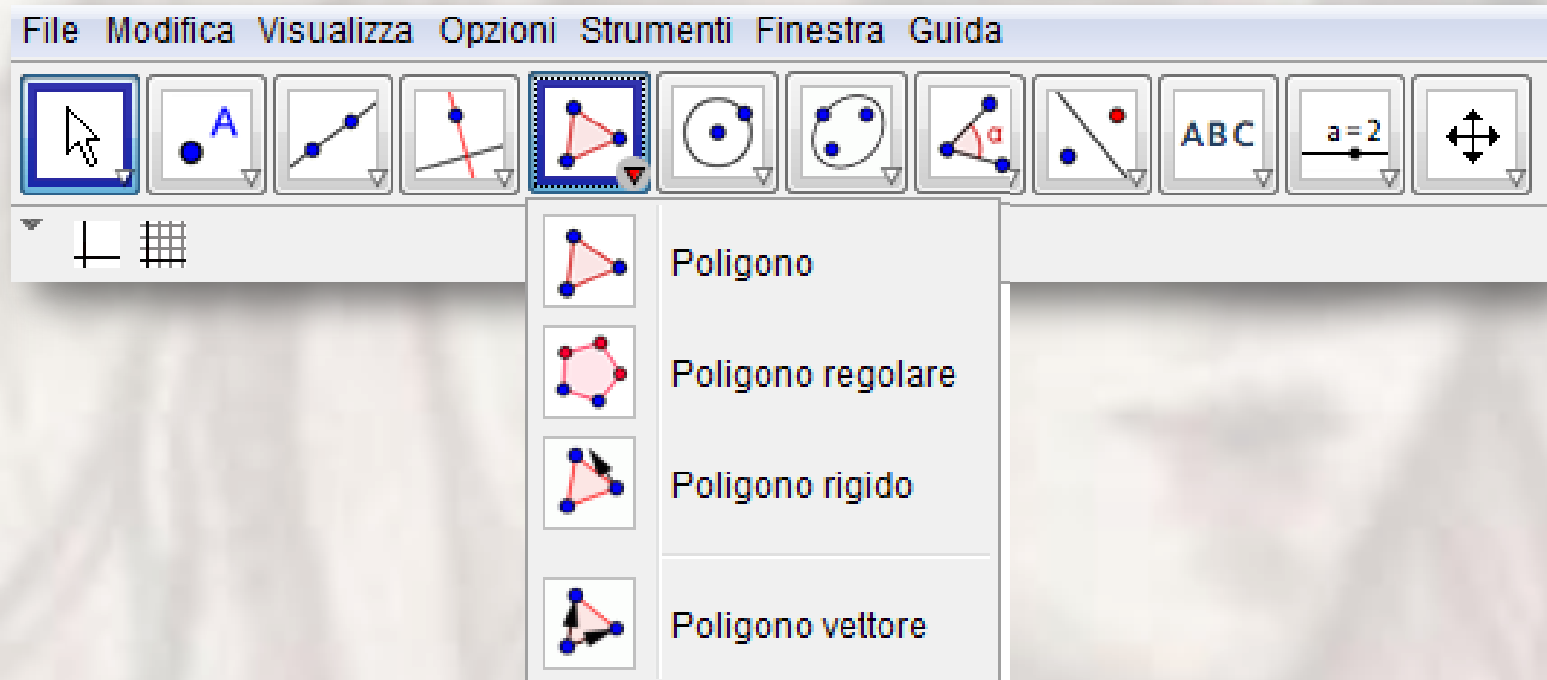 File Modifica Visualizza Opzioni Strumenti Finestra Guida
A α ABC a = 2
Poligono
Poligono regolare
Poligono rigido
Poligono vettore